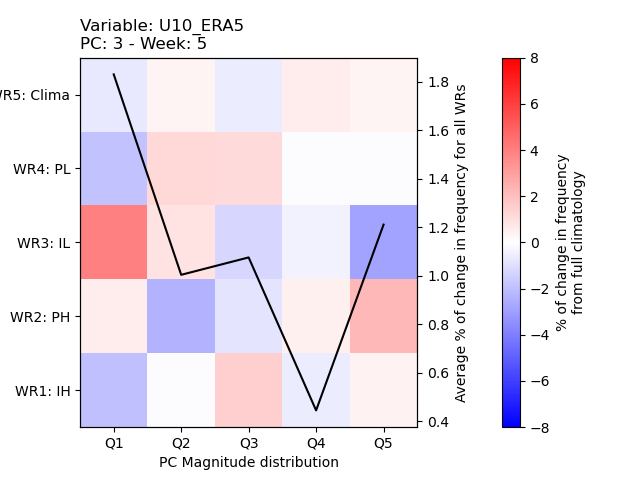 Variable: U10_ERA5
PC: 3 - Week: 5
WR5: Clima
WR4: PL
WR3: IL
WR2: PH
WR1: IH
Q1 Q2 Q3 Q4 Q5
PC Magnitude distribution
1.8
1.6
1.4
1.2
1.0
0.8
0.6
0.4
Average % of change in frequency for all WRs
8
6
4
2
0
−2
−4
−6
−8
% of change in frequency
from full climatology